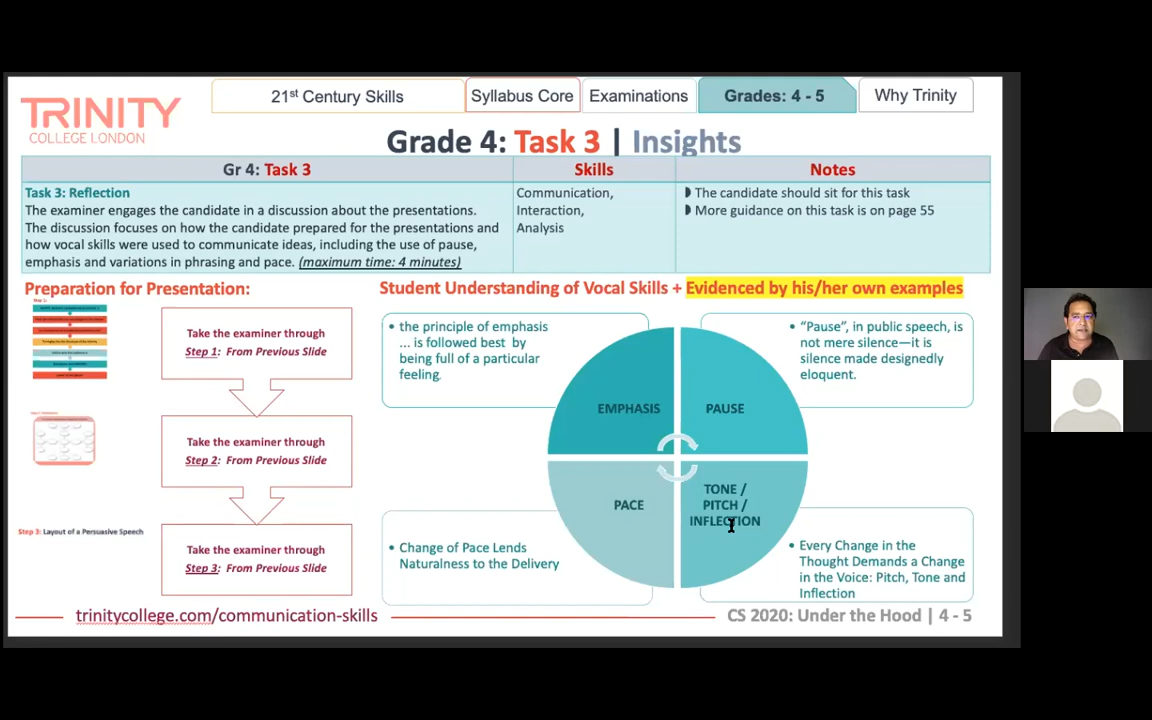 21st Century Skills
Syllabus Core
Examinations
Grades: 4 - 5
Why Trinity
TRINITY
COLLEGE LONDON
Grade 4: Task 3 | Insights
Gr 4: Task 3
Skills
Notes
Task 3: Reflection
The examiner engages the candidate in a discussion about the presentations.
The discussion focuses on how the candidate prepared for the presentations and
how vocal skills were used to communicate ideas, including the use of pause,
emphasis and variations in phrasing and pace. (maximum time: 4 minutes)
Communication,
Interaction,
Analysis
The candidate should sit for this task
More guidance on this task is on page 55
Preparation for Presentation:
Take the examiner through
Step 1: From Previous Slide
Take the examiner through
Step 2: From Previous Slide
Step 3: Layout of a Persuasive Speech
Take the examiner through
Step 3: From Previous Slide
Student Understanding of Vocal Skills + Evidenced by his/her own examples
• the principle of emphasis
... is followed best by
being full of a particular
feeling.
• “Pause”, in public speech, is
not mere silence—it is
silence made designedly
eloquent.
EMPHASIS
PAUSE
PACE
TONE /
PITCH /
INFLECTION
• Change of Pace Lends
Naturalness to the Delivery
• Every Change in the
Thought Demands a Change
in the Voice: Pitch, Tone and
Inflection
trinitycollege.com/communication-skills
CS 2020: Under the Hood | 4 - 5